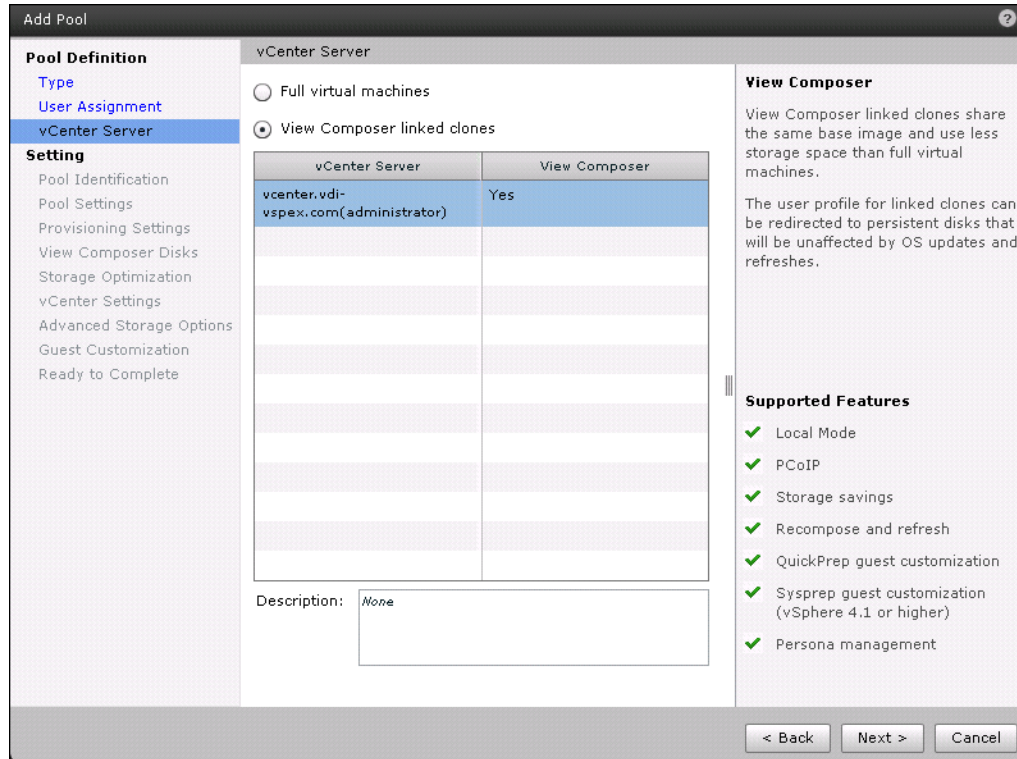 Add Pool
?
Pool Definition
Type
User Assignment
vCenter Server
Setting
Pool Identification
Pool Settings
Provisioning Settings
View Composer Disks
Storage Optimization
vCenter Settings
Advanced Storage Options
Guest Customization
Ready to Complete
vCenter Server
Full virtual machines
View Composer linked clones
vCenter Server
View Composer
vcenter.vdi-
vspex.com(administrator)
Yes
Description:
None
View Composer
View Composer linked clones share
the same base image and use less
storage space than full virtual
machines.
The user profile for linked clones can
be redirected to persistent disks that
will be unaffected by OS updates and
refreshes.
Supported Features
Local Mode
PCoIP
Storage savings
Recompose and refresh
QuickPrep guest customization
Sysprep guest customization
(vSphere 4.1 or higher)
Persona management
< Back
Next >
Cancel